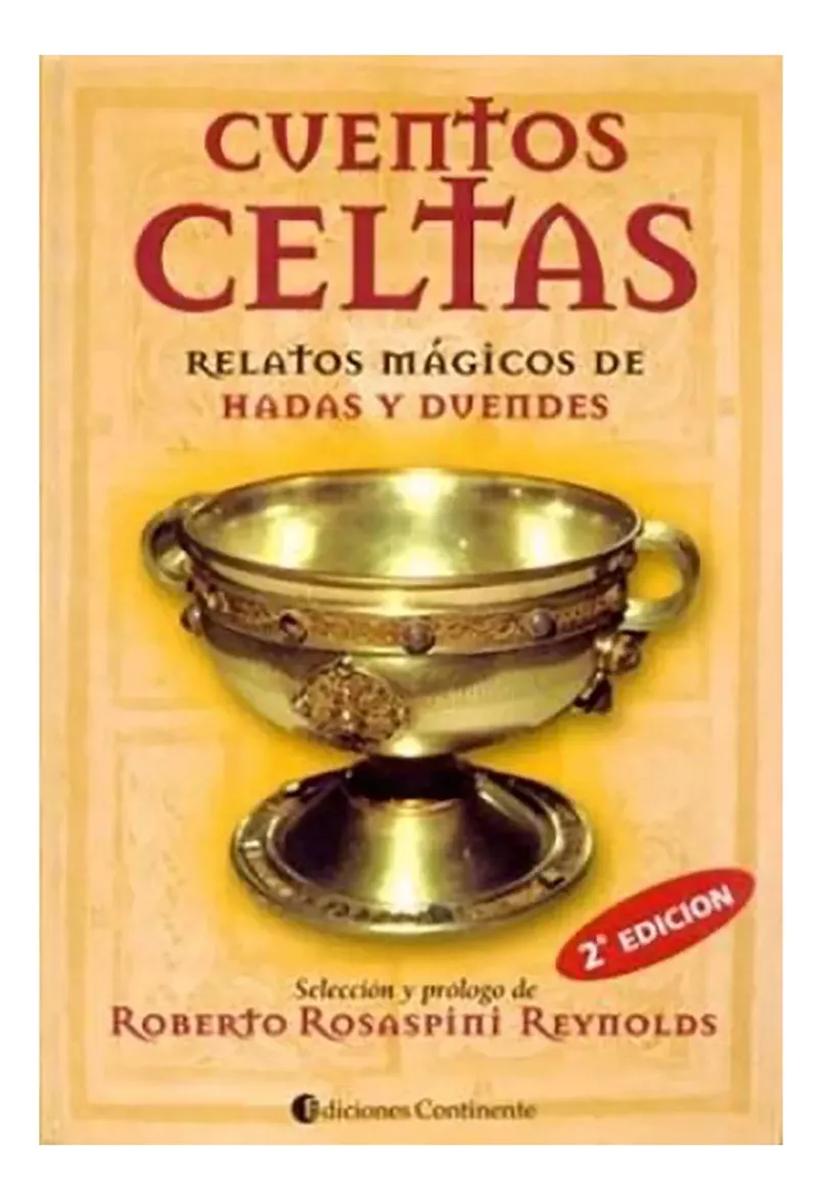 CUENTOS
CELTAS
RELATOS MÁGICOS DE
HADAS Y DUENDES
2ª EDICION
Selección y prólogo de
ROBERTO ROSASPINI REYNOLDS
Ediciones Continente